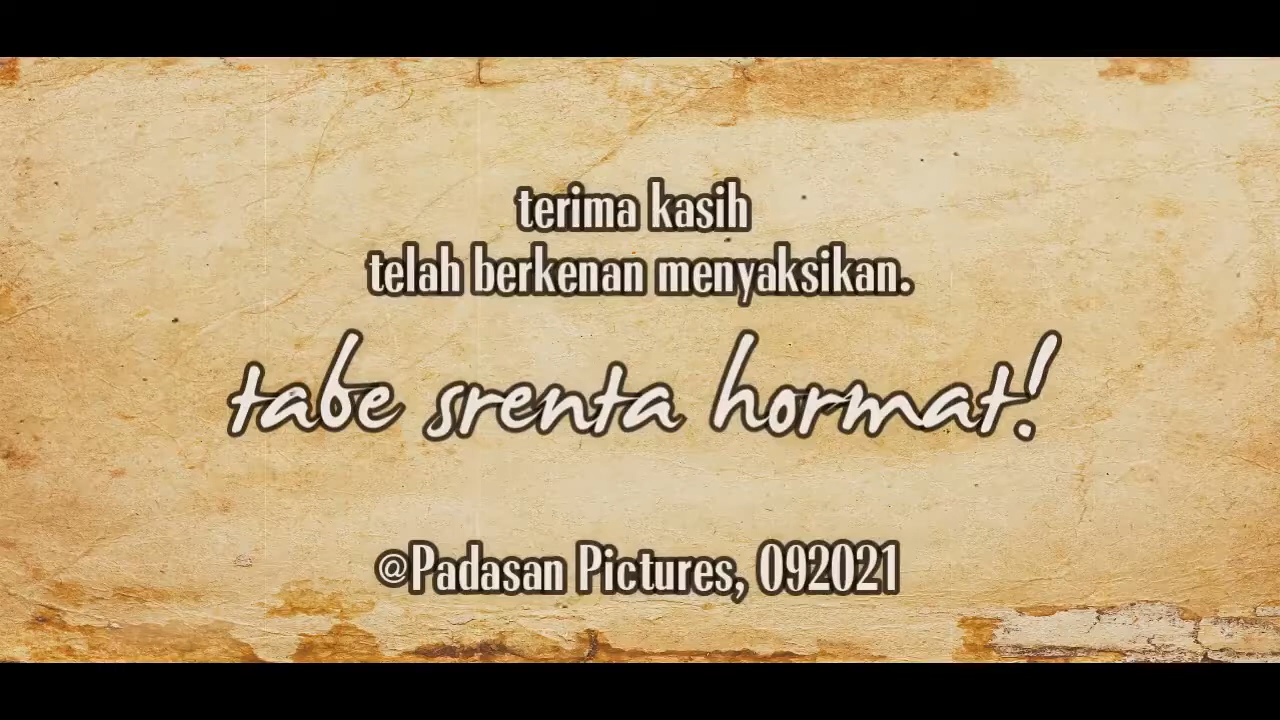 terima kasih
telah berkenan menyaksikan.
tabe srenta hormat!
@Padasan Pictures, 092021